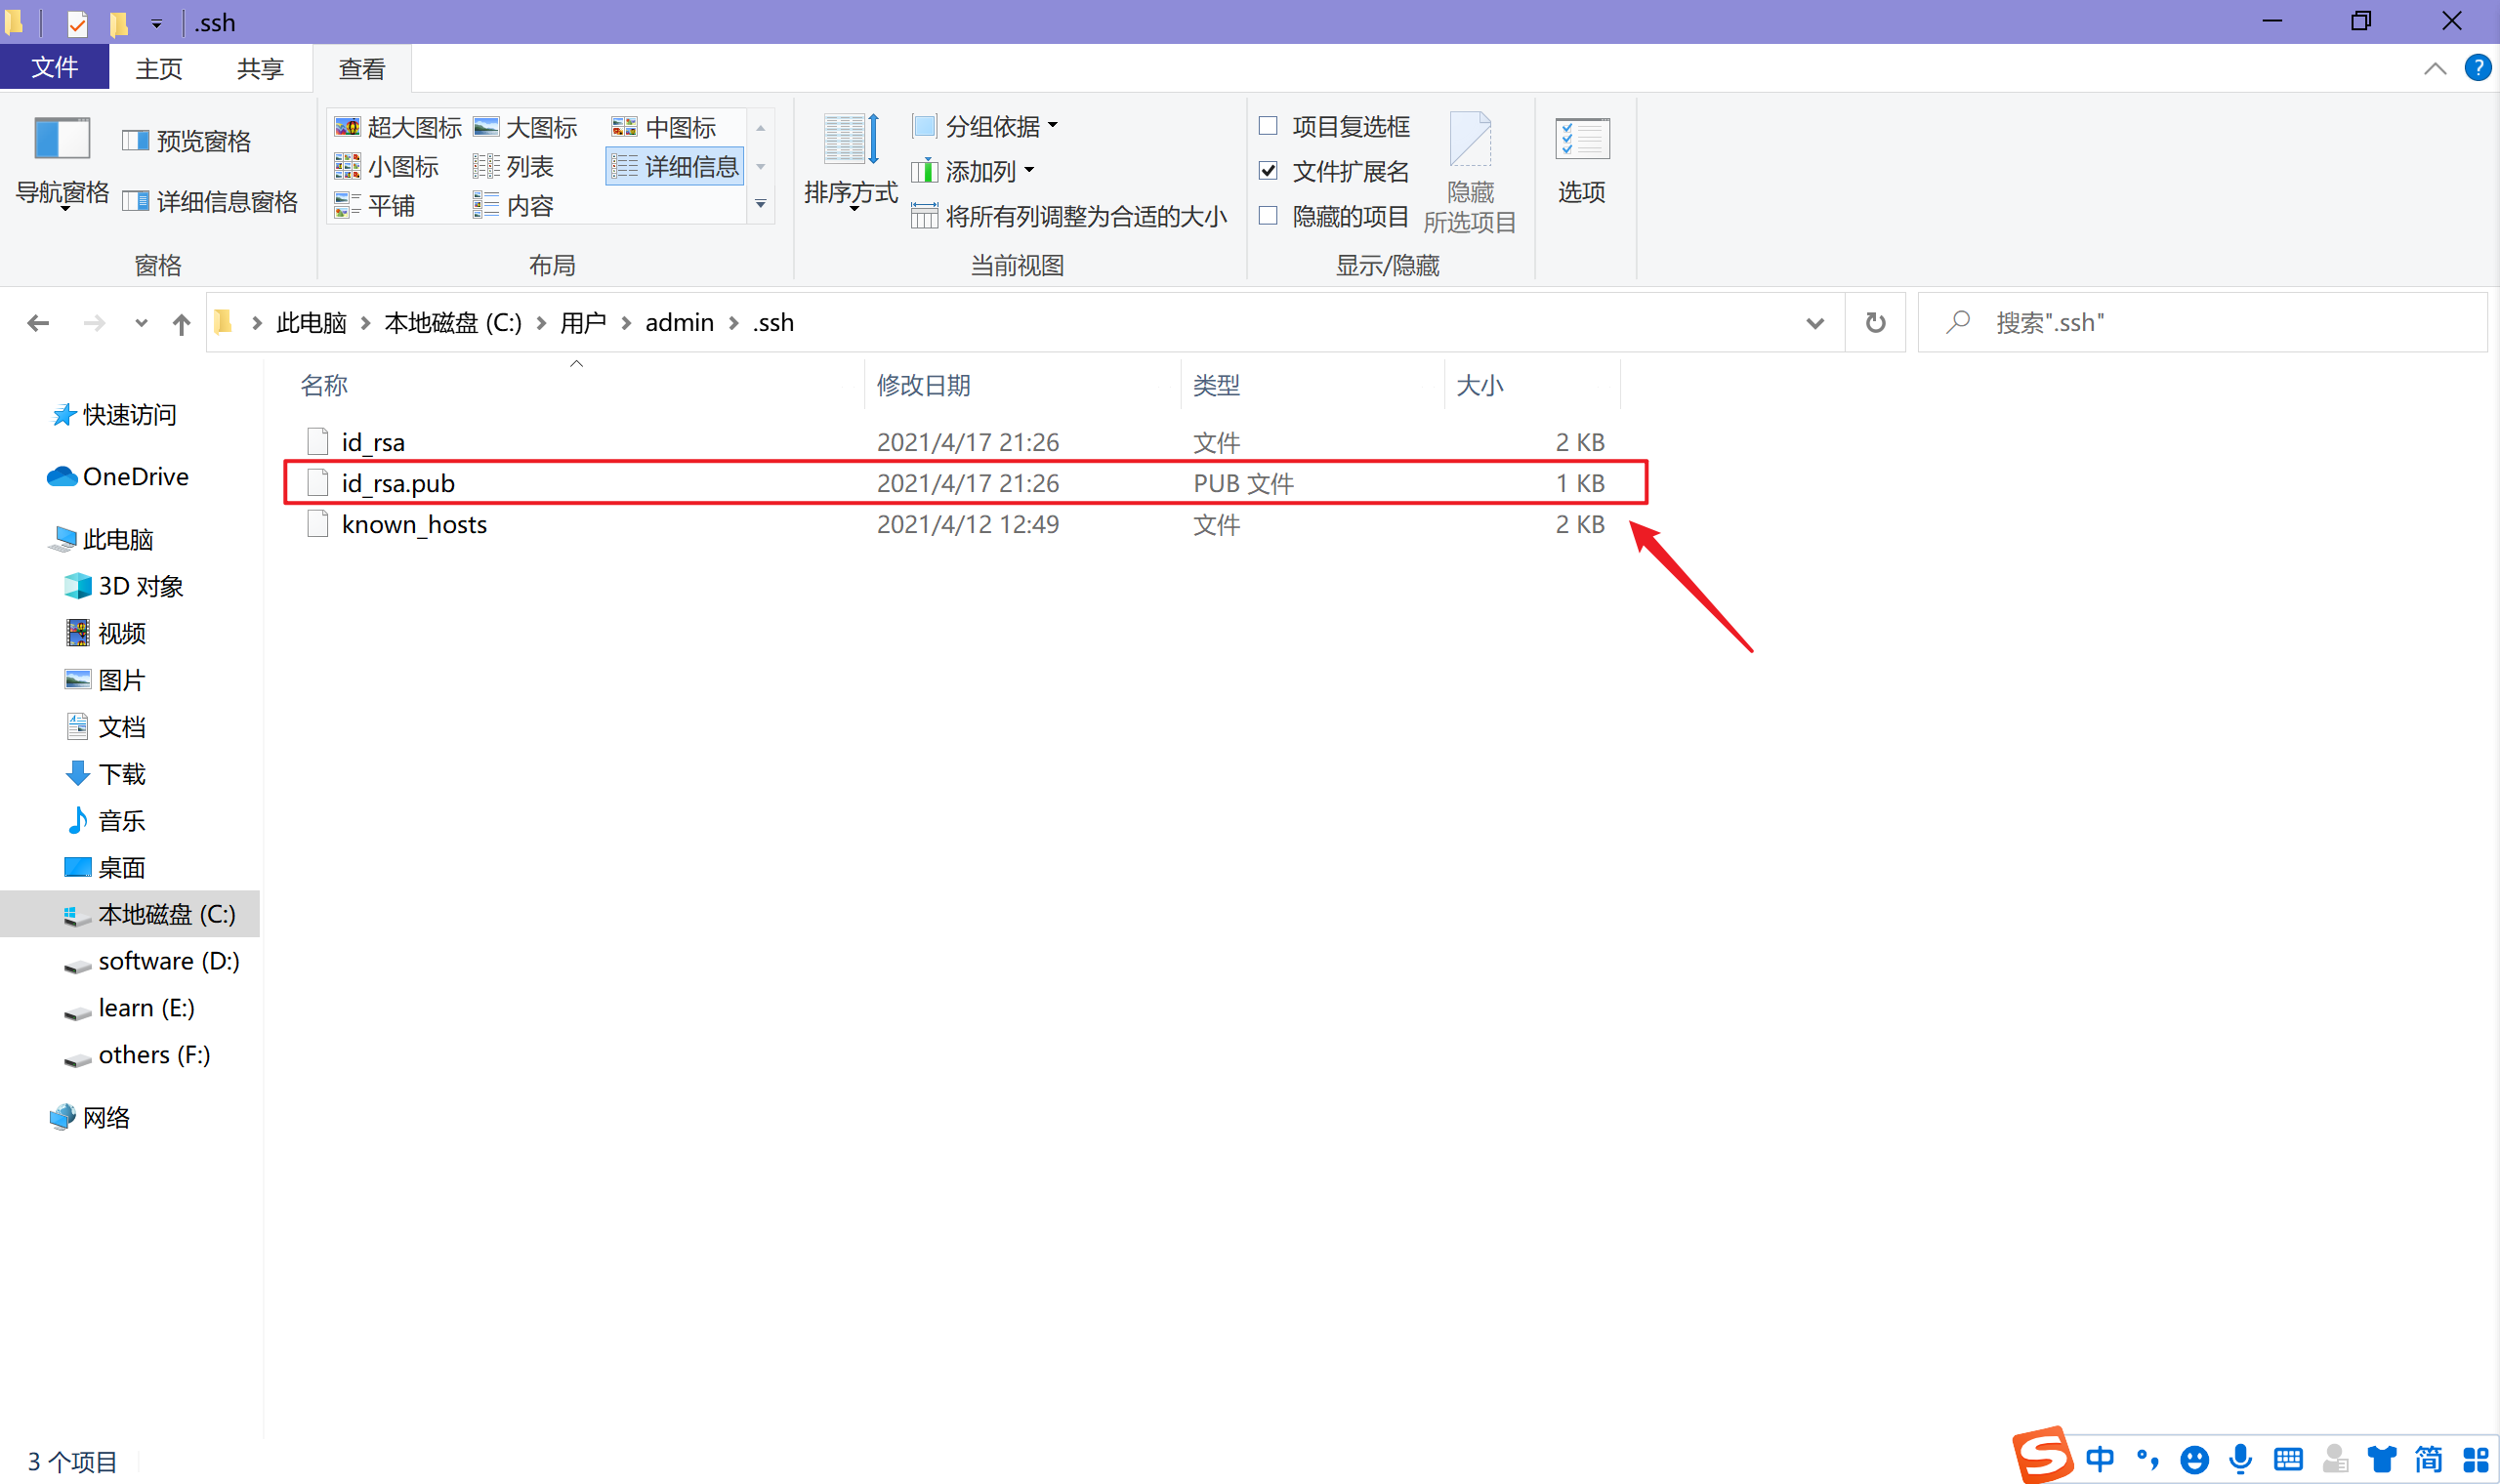 .ssh
文件 主页 共享 查看
导航窗格
预览窗格
详细信息窗格
窗格
超大图标 大图标 中图标
小图标 列表 详细信息
平铺 内容
布局
排序方式
分组依据
添加列
将所有列调整为合适的大小
当前视图
项目复选框
文件扩展名
隐藏的项目
隐藏
所选项目
显示/隐藏
选项
此电脑 本地磁盘 (C:) 用户 admin .ssh
搜索".ssh"
名称 修改日期 类型 大小
id_rsa 2021/4/17 21:26 文件 2 KB
id_rsa.pub 2021/4/17 21:26 PUB 文件 1 KB
known_hosts 2021/4/12 12:49 文件 2 KB
快速访问
OneDrive
此电脑
3D 对象
视频
图片
文档
下载
音乐
桌面
本地磁盘 (C:)
software (D:)
learn (E:)
others (F:)
网络
3 个项目
中 简